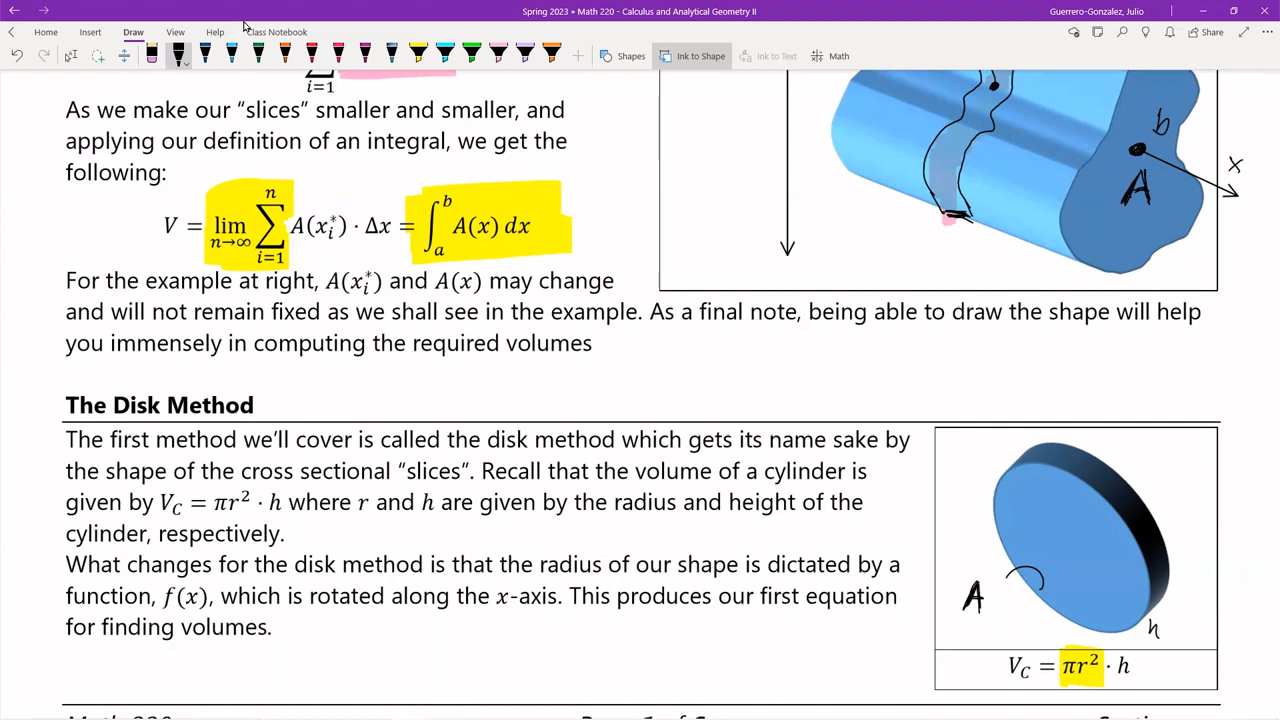 Spring 2023 » Math 220 - Calculus and Analytical Geometry II
Guerrero-Gonzalez, Julio
Home Insert Draw View Help Class Notebook
Share
Shapes Ink to Shape Ink to Text Math
i=1
As we make our “slices” smaller and smaller, and
applying our definition of an integral, we get the
following:
V = lim n→∞ ∑ i=1 n A(x_i^*) · Δx = ∫_a^b A(x) dx
For the example at right, A(x_i^*) and A(x) may change
and will not remain fixed as we shall see in the example. As a final note, being able to draw the shape will help
you immensely in computing the required volumes
b
x
A
The Disk Method
The first method we’ll cover is called the disk method which gets its name sake by
the shape of the cross sectional “slices”. Recall that the volume of a cylinder is
given by V_C = πr² · h where r and h are given by the radius and height of the
cylinder, respectively.
What changes for the disk method is that the radius of our shape is dictated by a
function, f(x), which is rotated along the x-axis. This produces our first equation
for finding volumes.
A
h
V_C = πr² · h